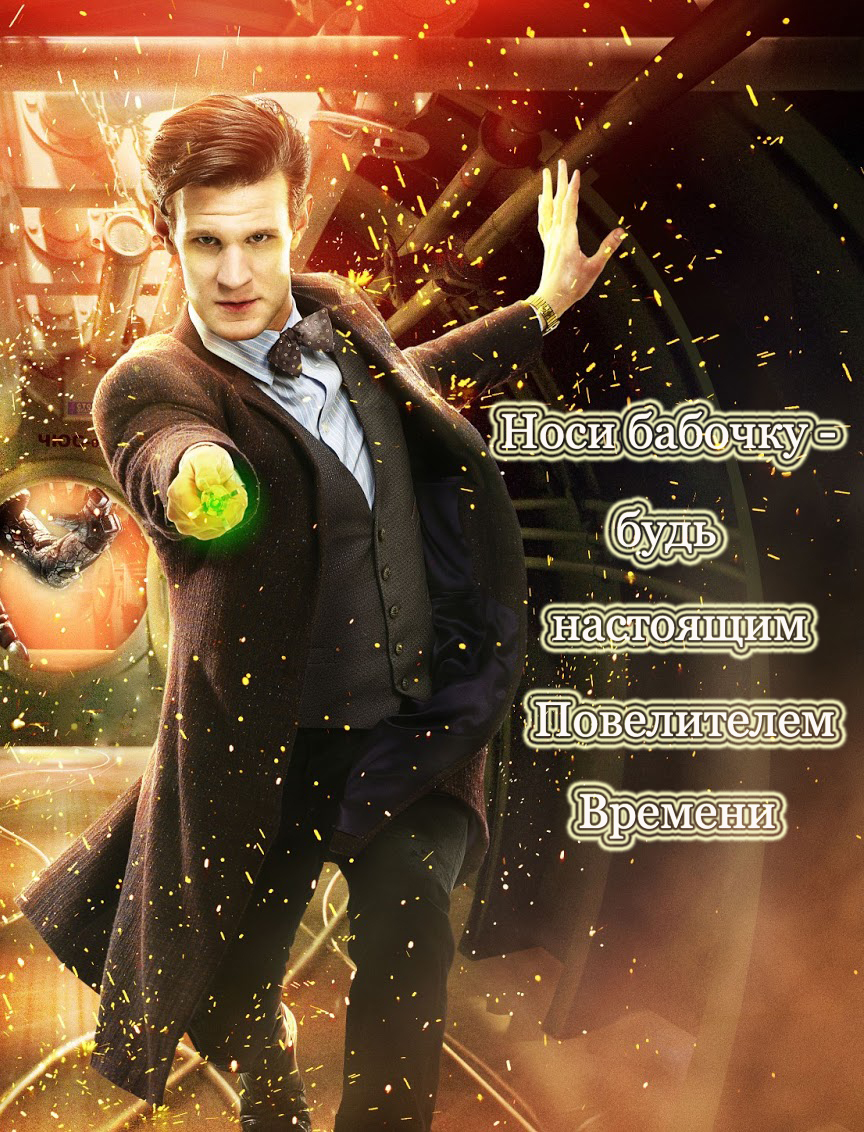 Носи бабочку -
будь
настоящим
Повелителем
Времени